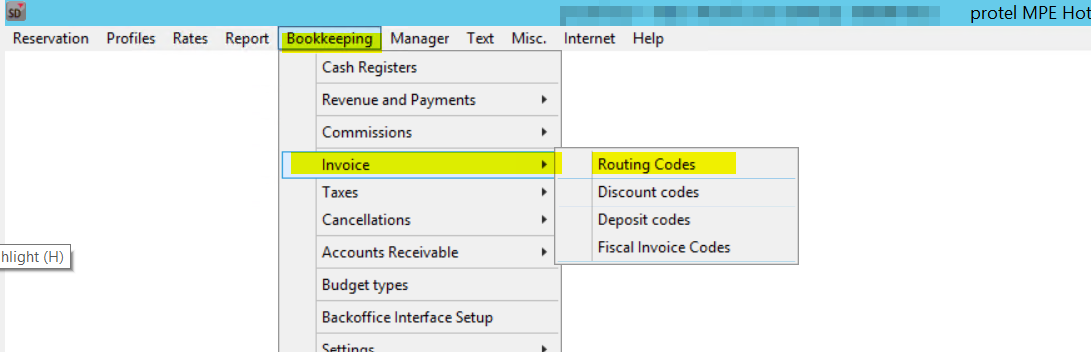 SD
protel MPE Hot
Reservation Profiles Rates Report Bookkeeping Manager Text Misc. Internet Help
Cash Registers
Revenue and Payments
Commissions
Invoice
Routing Codes
Taxes
Discount codes
Cancellations
Deposit codes
Fiscal Invoice Codes
Accounts Receivable
hlight (H)
Budget types
Backoffice Interface Setup
Settings